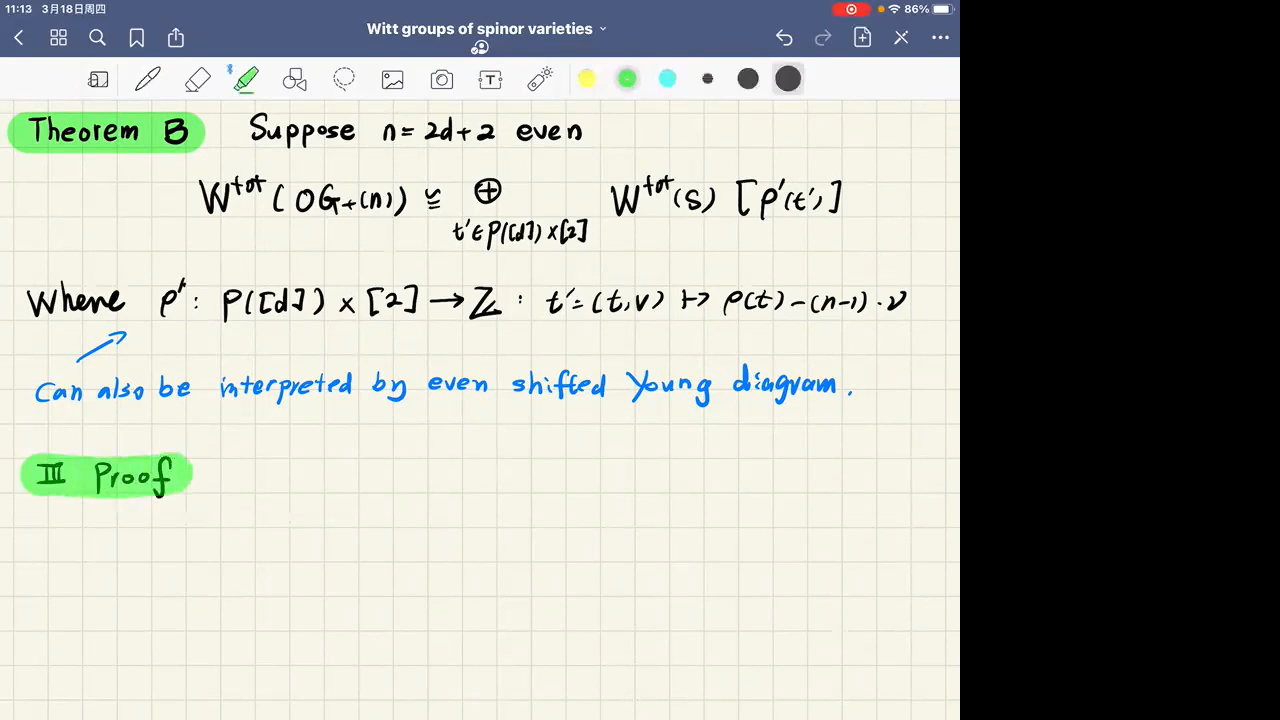 11:13 3月18日周四
86%
Witt groups of spinor varieties
T
Theorem B Suppose n = 2d+2 even
W^tot (OG+(n)) ≅ ⊕ W^tot(S) [ρ'(t')]
t' ∈ P([d]) × [2]
Where ρ' : P([d]) × [2] → ℤ : t' = (t, ν) ↦ ρ(t) − (n−1)·ν
Can also be interpreted by even shifted Young diagram.
III Proof